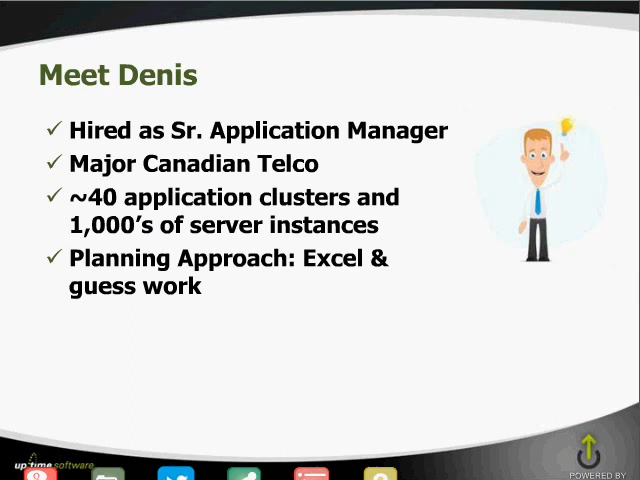 Meet Denis
Hired as Sr. Application Manager
Major Canadian Telco
~40 application clusters and
1,000’s of server instances
Planning Approach: Excel &
guess work
up time software
POWERED BY